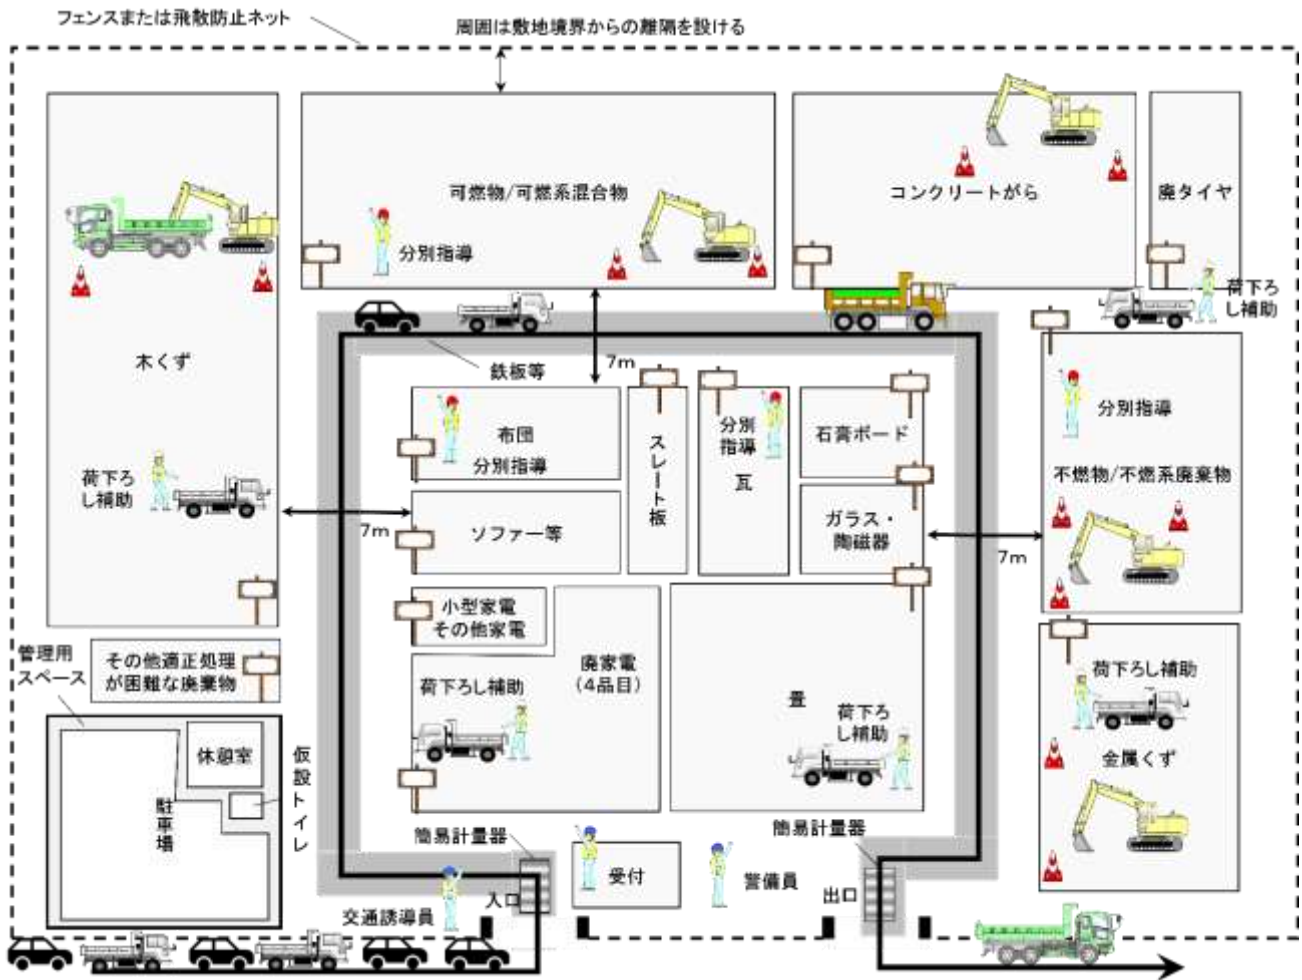 フェンスまたは飛散防止ネット
周囲は敷地境界からの離隔を設ける
可燃物/可燃系混合物
分別指導
コンクリートがら
廃タイヤ
荷下ろ
し補助
木くず
鉄板等
7m
布団
分別指導
スレート板
分別
指導
瓦
石膏ボード
分別指導
不燃物/不燃系廃棄物
荷下ろ
し補助
7m
ソファー等
ガラス・
陶磁器
7m
小型家電
その他家電
管理用
スペース
その他適正処理
が困難な廃棄物
廃家電
(4品目)
荷下ろし補助
畳
荷下ろ
し補助
荷下ろし補助
金属くず
休憩室
仮設トイレ
駐車場
簡易計量器
簡易計量器
受付
警備員
入口
出口
交通誘導員